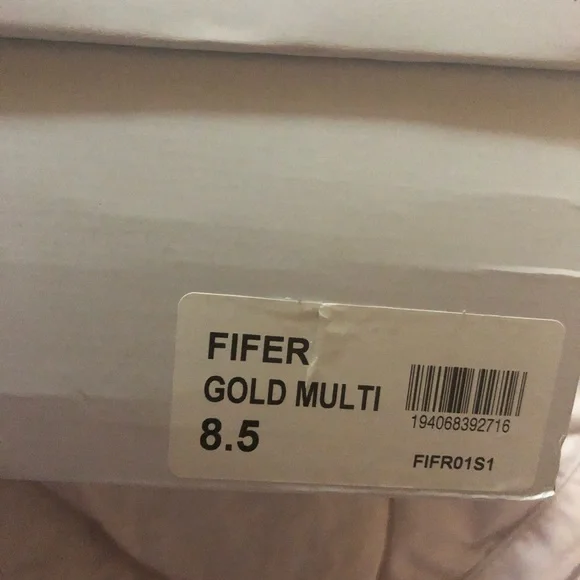 FIFER
GOLD MULTI
8.5
194068392716
FIFR01S1